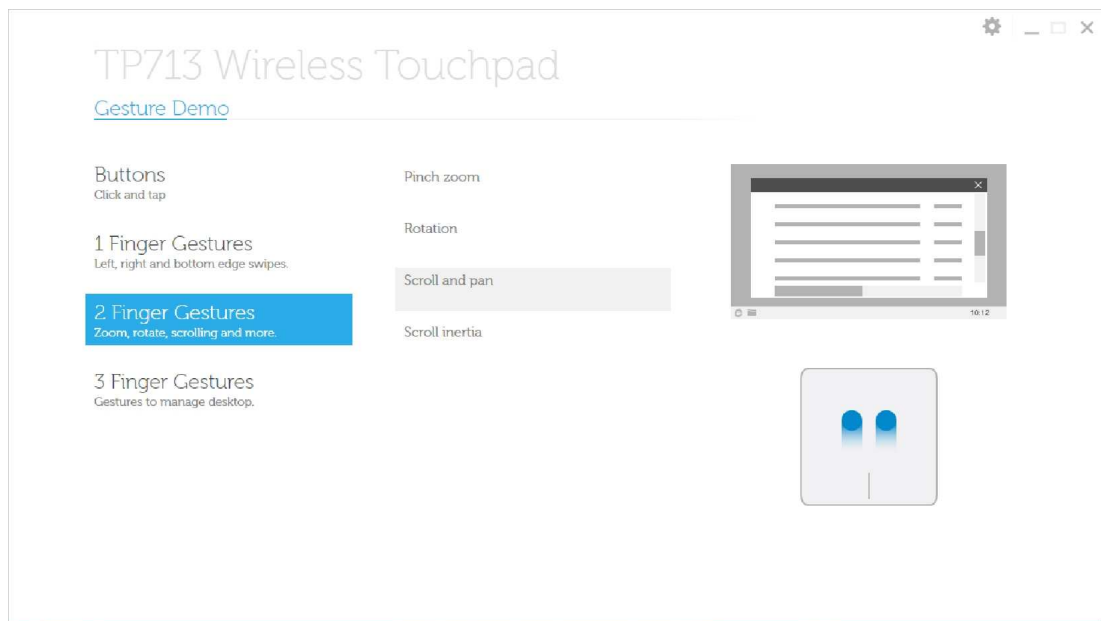 TP713 Wireless Touchpad
Gesture Demo
Buttons
Click and tap
1 Finger Gestures
Left, right and bottom edge swipes.
2 Finger Gestures
Zoom, rotate, scrolling and more.
3 Finger Gestures
Gestures to manage desktop.
Pinch zoom
Rotation
Scroll and pan
Scroll inertia
10:12